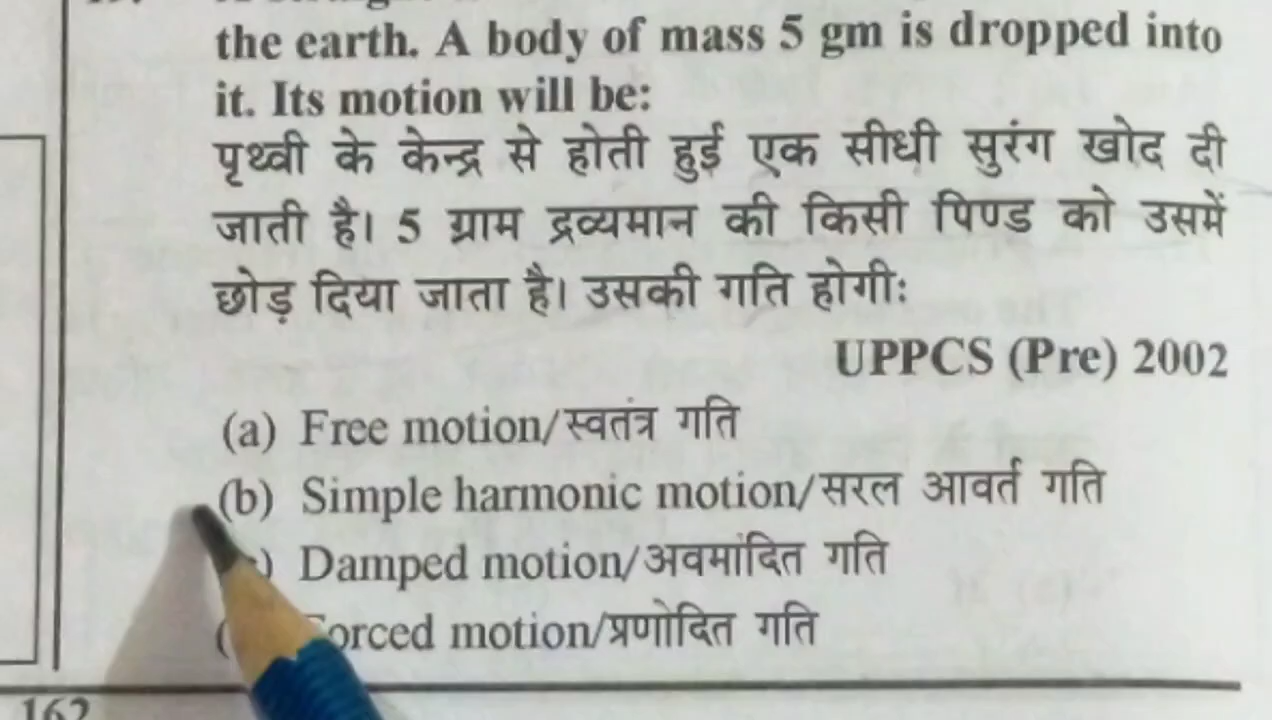 the earth. A body of mass 5 gm is dropped into
it. Its motion will be:
पृथ्वी के केन्द्र से होती हुई एक सीधी सुरंग खोद दी
जाती है। 5 ग्राम द्रव्यमान की किसी पिण्ड को उसमें
छोड़ दिया जाता है। उसकी गति होगीः
UPPCS (Pre) 2002
(a) Free motion/स्वतंत्र गति
(b) Simple harmonic motion/सरल आवर्त गति
Damped motion/अवमांदित गति
orced motion/प्रणोदित गति
162